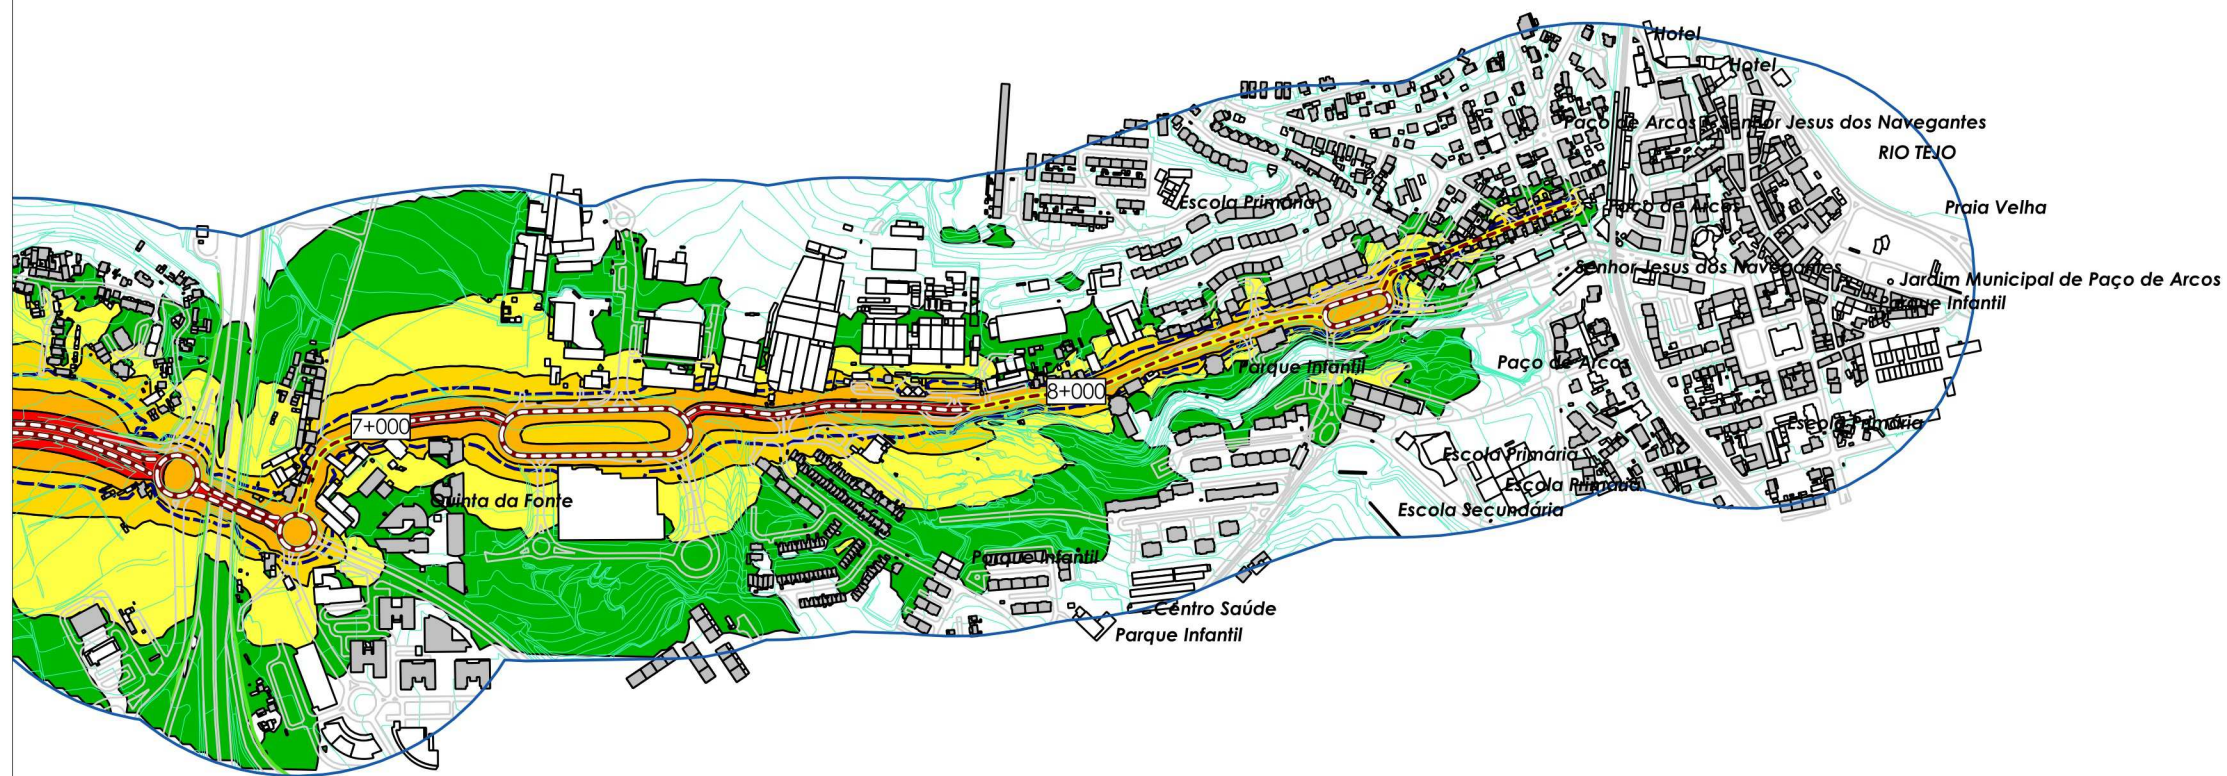 Hotel
Hotel
Paço de Arcos
Senhor Jesus dos Navegantes
RIO TEJO
Escola Primária
Paço de Arcos
Praia Velha
Senhor Jesus dos Navegantes
Jardim Municipal de Paço de Arcos
Parque Infantil
Parque Infantil
Paço de Arcos
8+000
7+000
Escola Primária
Escola Primária
Escola Primária
Quinta da Fonte
Escola Secundária
Parque Infantil
Centro Saúde
Parque Infantil